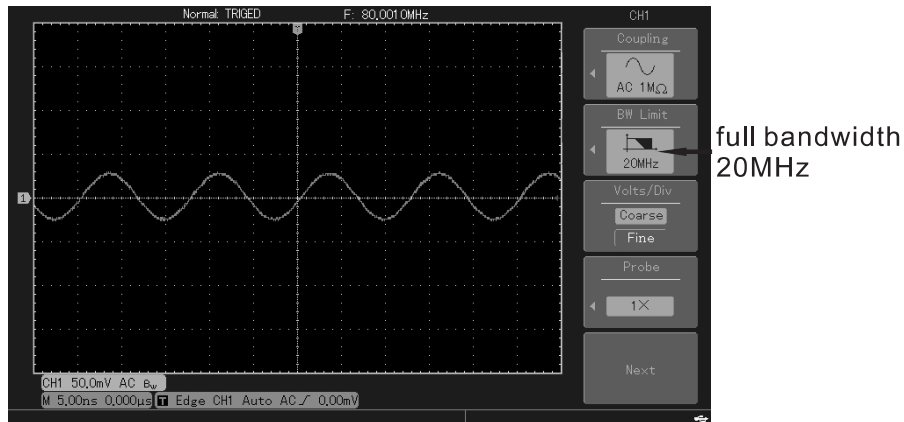 Normal: TRIGED F: 80,0010MHz CH1
T
Coupling
AC 1MΩ
BW Limit
20MHz
full bandwidth
20MHz
1
Volts/Div
Coarse
Fine
Probe
1X
Next
CH1 50,0mV AC Bw
M 5,00ns 0,000μs T Edge CH1 Auto AC 0,00mV